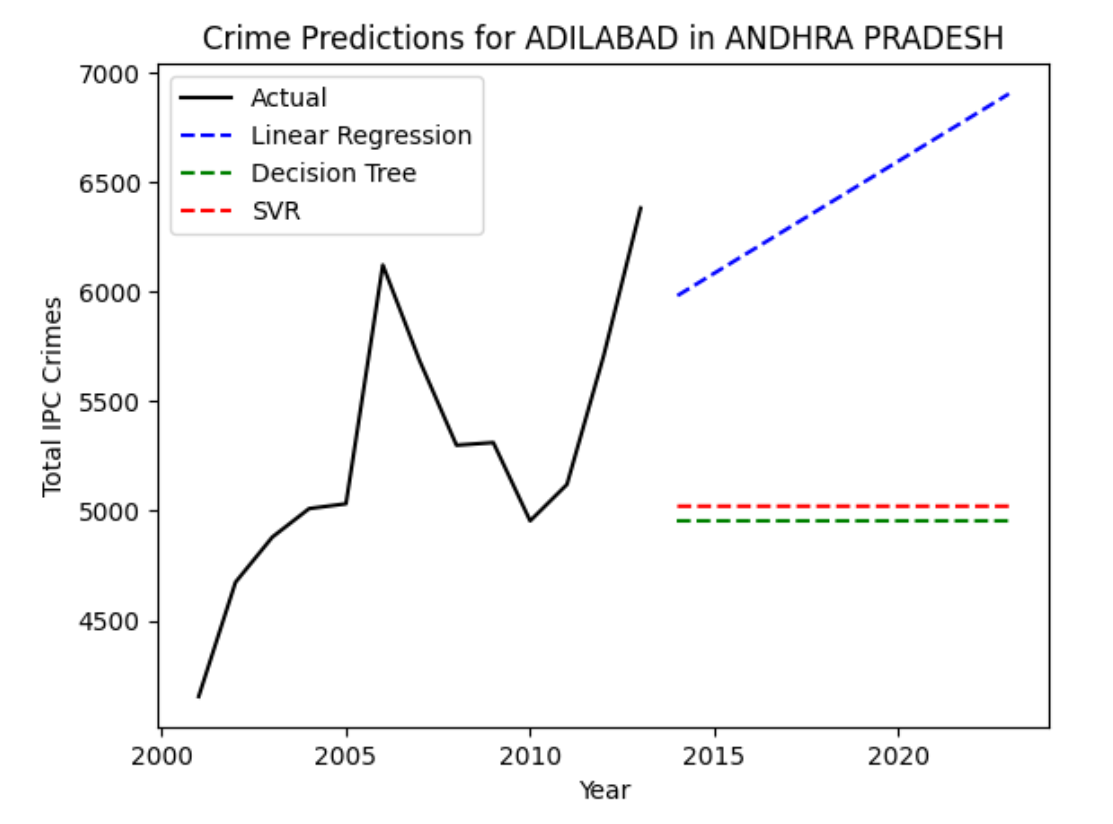 Crime Predictions for ADILABAD in ANDHRA PRADESH
7000
6500
6000
5500
5000
4500
Total IPC Crimes
Actual
Linear Regression
Decision Tree
SVR
2000
2005
2010
2015
2020
Year